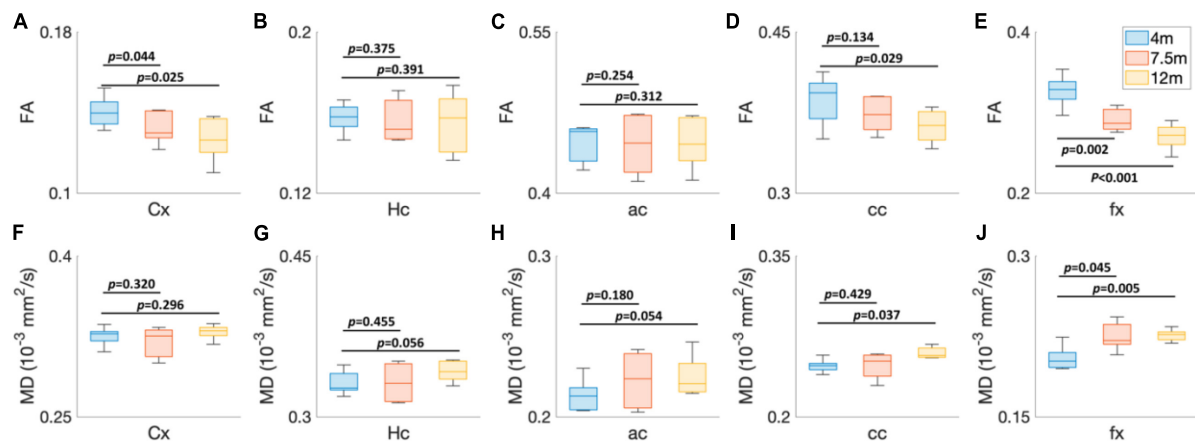 A
0.18
FA
p=0.044
p=0.025
0.1
Cx
B
0.2
FA
p=0.375
p=0.391
0.12
Hc
C
0.55
FA
p=0.254
p=0.312
0.4
ac
D
0.45
FA
p=0.134
p=0.029
0.3
cc
E
0.4
FA
4m
7.5m
12m
p=0.002
P<0.001
0.2
fx
F
0.4
MD (10⁻³ mm²/s)
p=0.320
p=0.296
0.25
Cx
G
0.45
MD (10⁻³ mm²/s)
p=0.455
p=0.056
0.3
Hc
H
0.3
MD (10⁻³ mm²/s)
p=0.180
p=0.054
0.2
ac
I
0.35
MD (10⁻³ mm²/s)
p=0.429
p=0.037
0.2
cc
J
0.3
MD (10⁻³ mm²/s)
p=0.045
p=0.005
0.15
fx